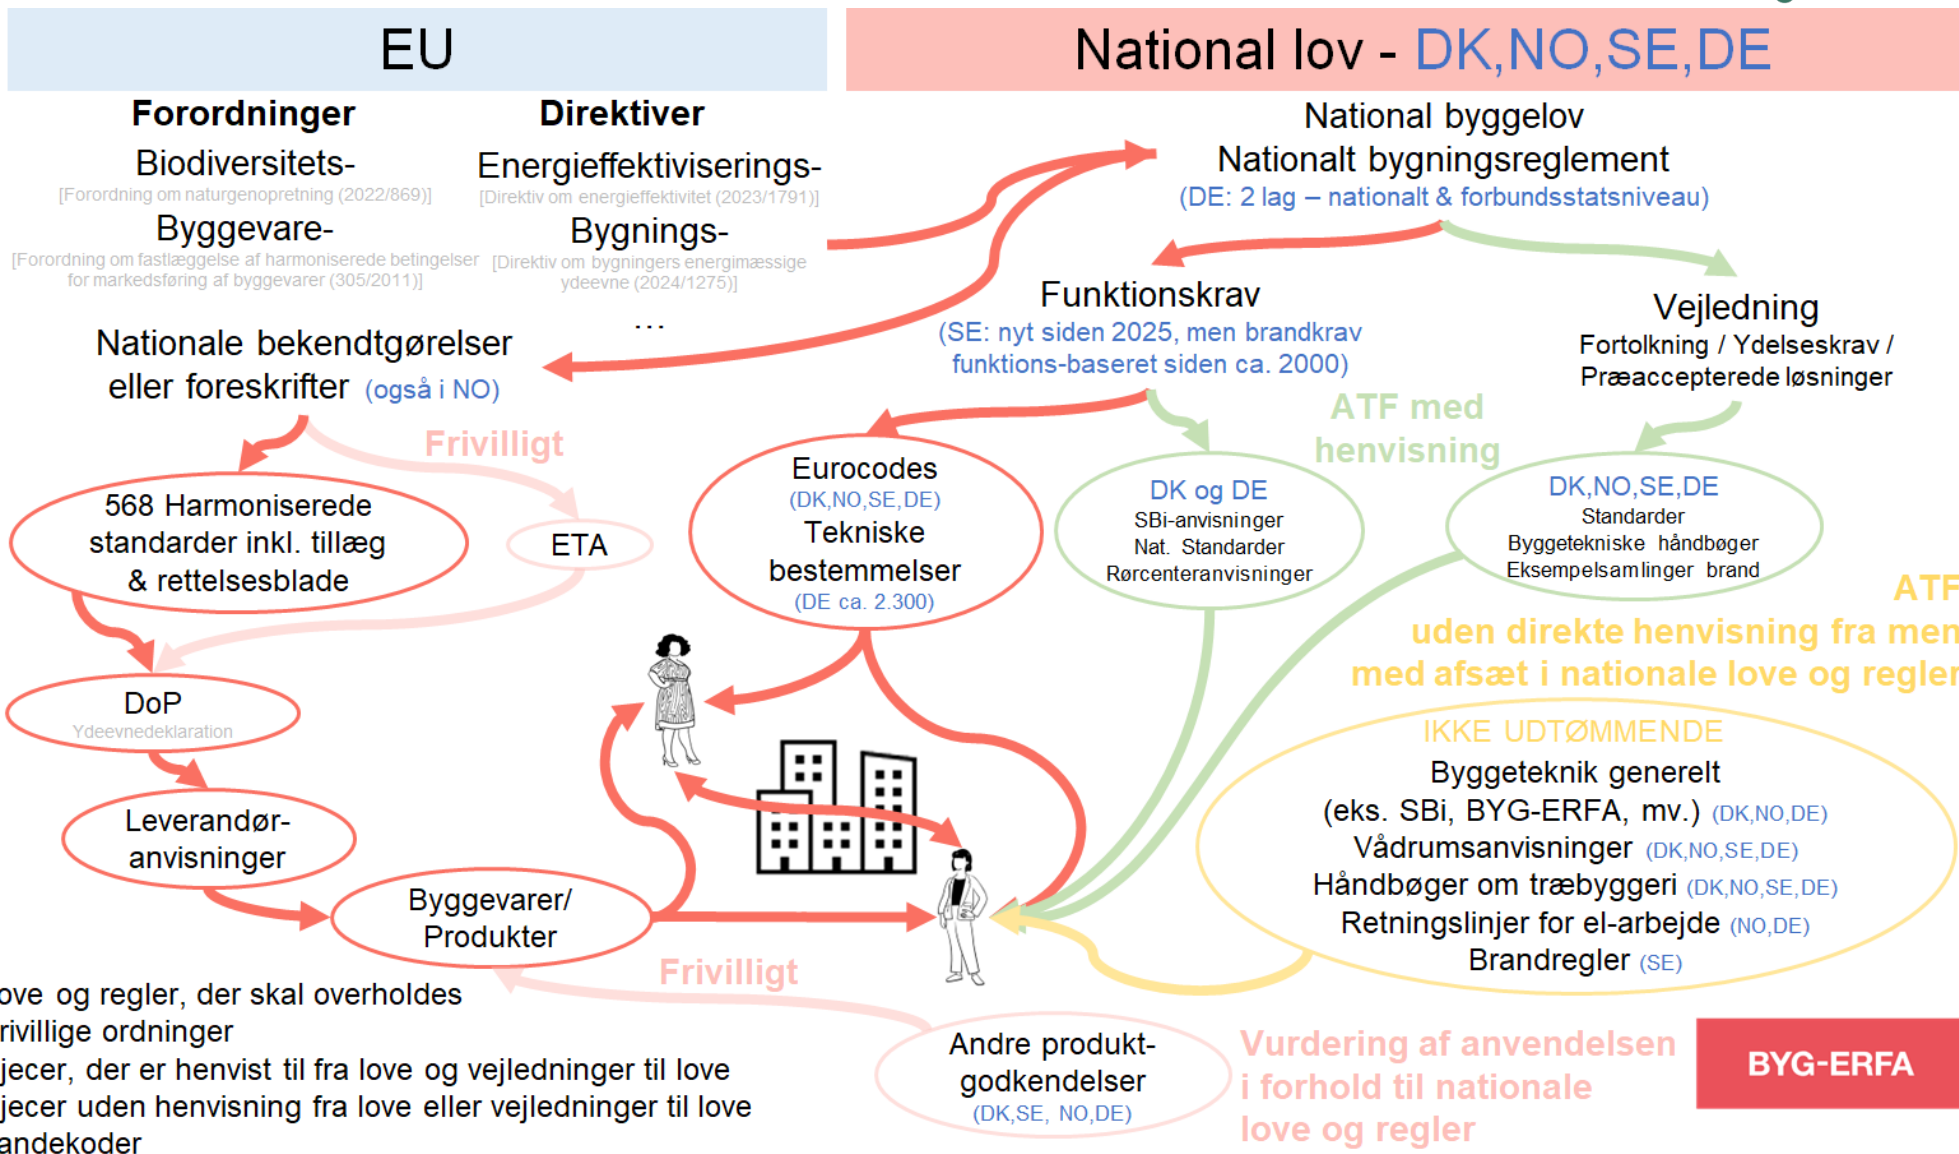 EU
National lov - DK,NO,SE,DE
Forordninger
Biodiversitets-
[Forordning om naturgenopretning (2022/869)]
Byggevare-
[Forordning om fastlæggelse af harmoniserede betingelser
for markedsføring af byggevarer (305/2011)]
Direktiver
Energieffektiviserings-
[Direktiv om energieffektivitet (2023/1791)]
Bygnings-
[Direktiv om bygningers energimæssige
ydeevne (2024/1275)]
...
National byggelov
Nationalt bygningsreglement
(DE: 2 lag – nationalt & forbundsstatsniveau)
Nationale bekendtgørelser
eller foreskrifter (også i NO)
Funktionskrav
(SE: nyt siden 2025, men brandkrav
funktions-baseret siden ca. 2000)
Vejledning
Fortolkning / Ydelseskrav /
Præaccepterede løsninger
Frivilligt
ATF med
henvisning
568 Harmoniserede
standarder inkl. tillæg
& rettelsesblade
ETA
Eurocodes
(DK,NO,SE,DE)
Tekniske
bestemmelser
(DE ca. 2.300)
DK og DE
SBi-anvisninger
Nat. Standarder
Rørcenteranvisninger
DK,NO,SE,DE
Standarder
Byggetekniske håndbøger
Eksempelsamlinger brand
ATF
uden direkte henvisning fra men
med afsæt i nationale love og regler
DoP
Ydeevnedeklaration
Leverandør-
anvisninger
Byggevarer/
Produkter
IKKE UDTØMMENDE
Byggeteknik generelt
(eks. SBi, BYG-ERFA, mv.) (DK,NO,DE)
Vådrumsanvisninger (DK,NO,SE,DE)
Håndbøger om træbyggeri (DK,NO,SE,DE)
Retningslinjer for el-arbejde (NO,DE)
Brandregler (SE)
Frivilligt
Andre produkt-
godkendelser
(DK,SE, NO,DE)
Vurdering af anvendelsen
i forhold til nationale
love og regler
BYG-ERFA
ove og regler, der skal overholdes
rivillige ordninger
jecer, der er henvist til fra love og vejledninger til love
jecer uden henvisning fra love eller vejledninger til love
andekoder